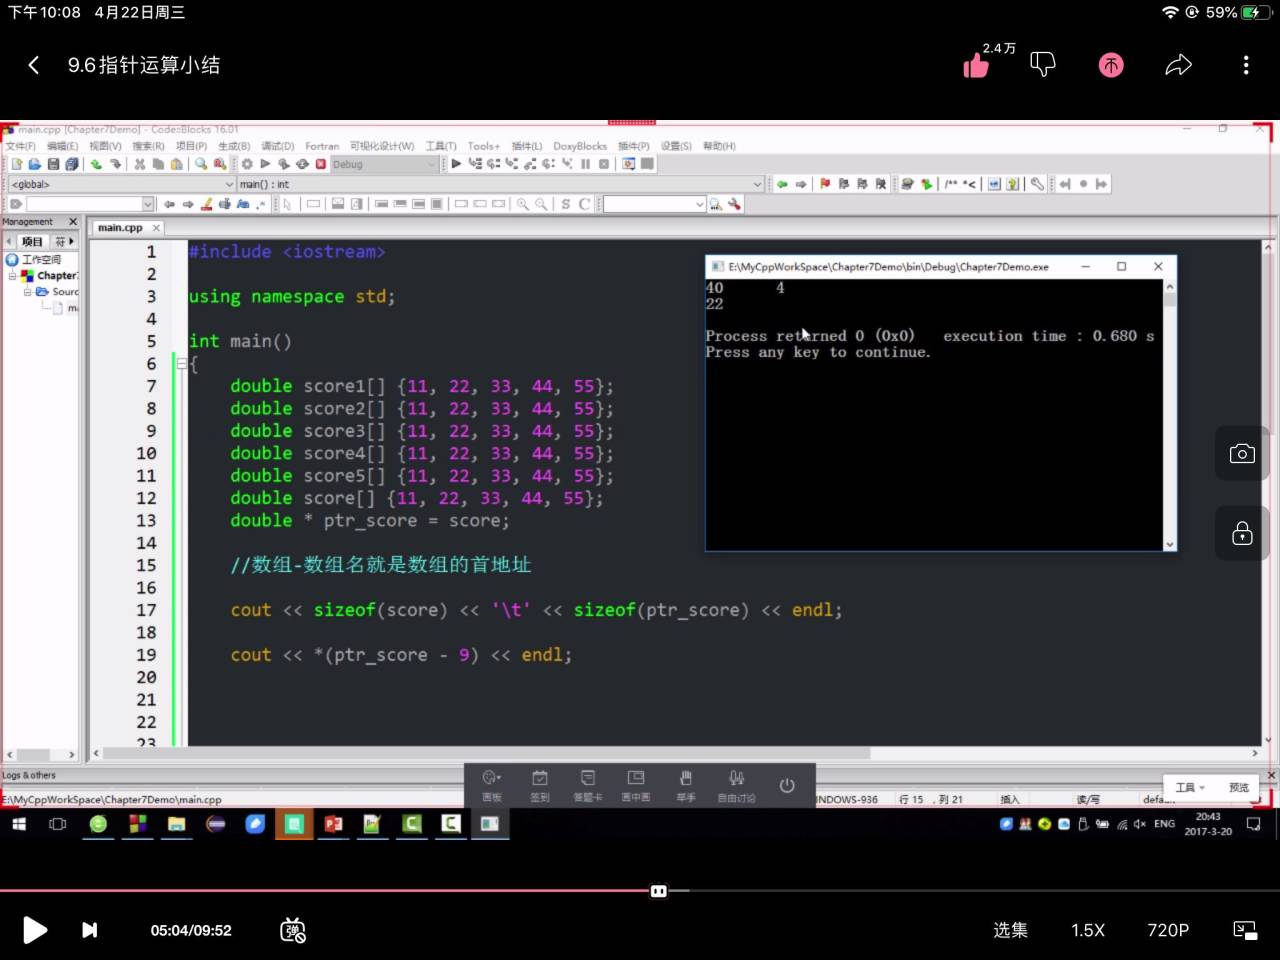 下午10:08 4月22日周三
59%
9.6指针运算小结
2.4万
main.cpp [Chapter7Demo] - Code::Blocks 16.01
文件(F) 编辑(E) 视图(V) 搜索(R) 项目(P) 生成(B) 调试(D) Fortran 可视化设计(W) 工具(T) Tools+ 插件(L) DoxyBlocks 插件(P) 设置(S) 帮助(H)
Debug
<global> main() : int
/** *<
S C
Management
main.cpp
项目 符
工作空间
Chapter7
Sourc
ma
1 #include <iostream>
2
3 using namespace std;
4
5 int main()
6 {
7 double score1[] {11, 22, 33, 44, 55};
8 double score2[] {11, 22, 33, 44, 55};
9 double score3[] {11, 22, 33, 44, 55};
10 double score4[] {11, 22, 33, 44, 55};
11 double score5[] {11, 22, 33, 44, 55};
12 double score[] {11, 22, 33, 44, 55};
13 double * ptr_score = score;
14
15 //数组-数组名就是数组的首地址
16
17 cout << sizeof(score) << '\t' << sizeof(ptr_score) << endl;
18
19 cout << *(ptr_score - 9) << endl;
20
21
22
23
E:\MyCppWorkSpace\Chapter7Demo\bin\Debug\Chapter7Demo.exe
40 4
22
Process returned 0 (0x0) execution time : 0.680 s
Press any key to continue.
Logs & others
画板 签到 答题卡 画中画 举手 自由讨论
工具 预览
E:\MyCppWorkSpace\Chapter7Demo\main.cpp
INDOWS-936 行 15 , 列 21 插入 读/写 defau
ENG
20:43
2017-3-20
05:04/09:52
弹
选集 1.5X 720P